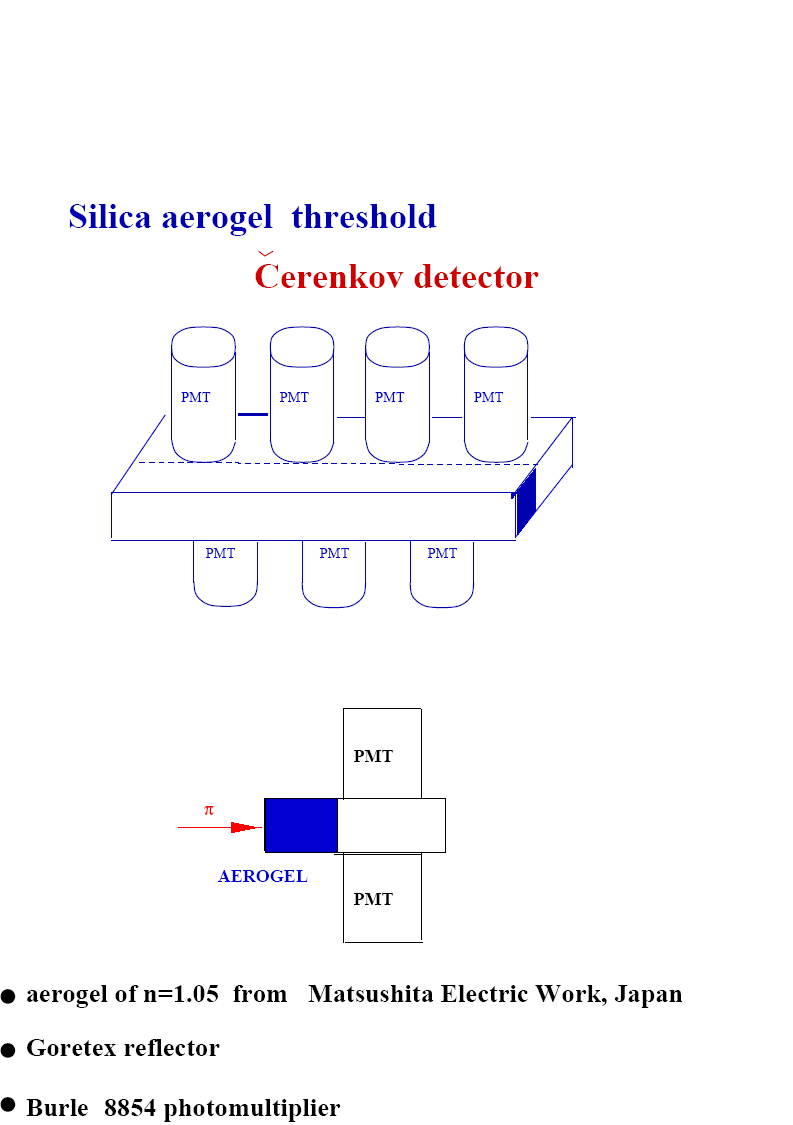 Silica aerogel threshold
Čerenkov detector
PMT PMT PMT PMT
PMT PMT PMT
PMT
π
AEROGEL
PMT
● aerogel of n=1.05 from Matsushita Electric Work, Japan
● Goretex reflector
● Burle 8854 photomultiplier